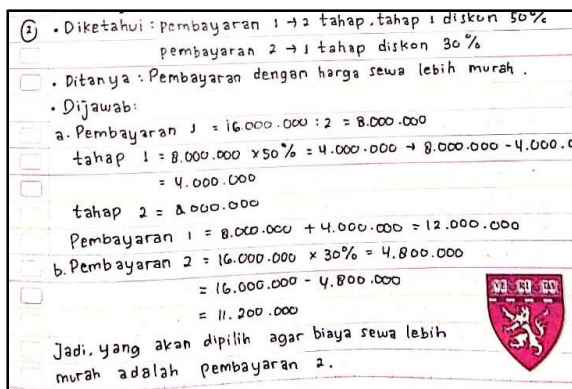 ② • Diketahui : Pembayaran 1 → 2 tahap, tahap 1 diskon 50%
pembayaran 2 → 1 tahap diskon 30%
• Ditanya : Pembayaran dengan harga sewa lebih murah.
• Dijawab:
a. Pembayaran 1 = 16.000.000 : 2 = 8.000.000
tahap 1 = 8.000.000 x 50% = 4.000.000 → 8.000.000 - 4.000.0
= 4.000.000
tahap 2 = 8.000.000
Pembayaran 1 = 8.000.000 + 4.000.000 = 12.000.000
b. Pembayaran 2 = 16.000.000 x 30% = 4.800.000
= 16.000.000 - 4.800.000
= 11.200.000
Jadi, yang akan dipilih agar biaya sewa lebih
murah adalah pembayaran 2.